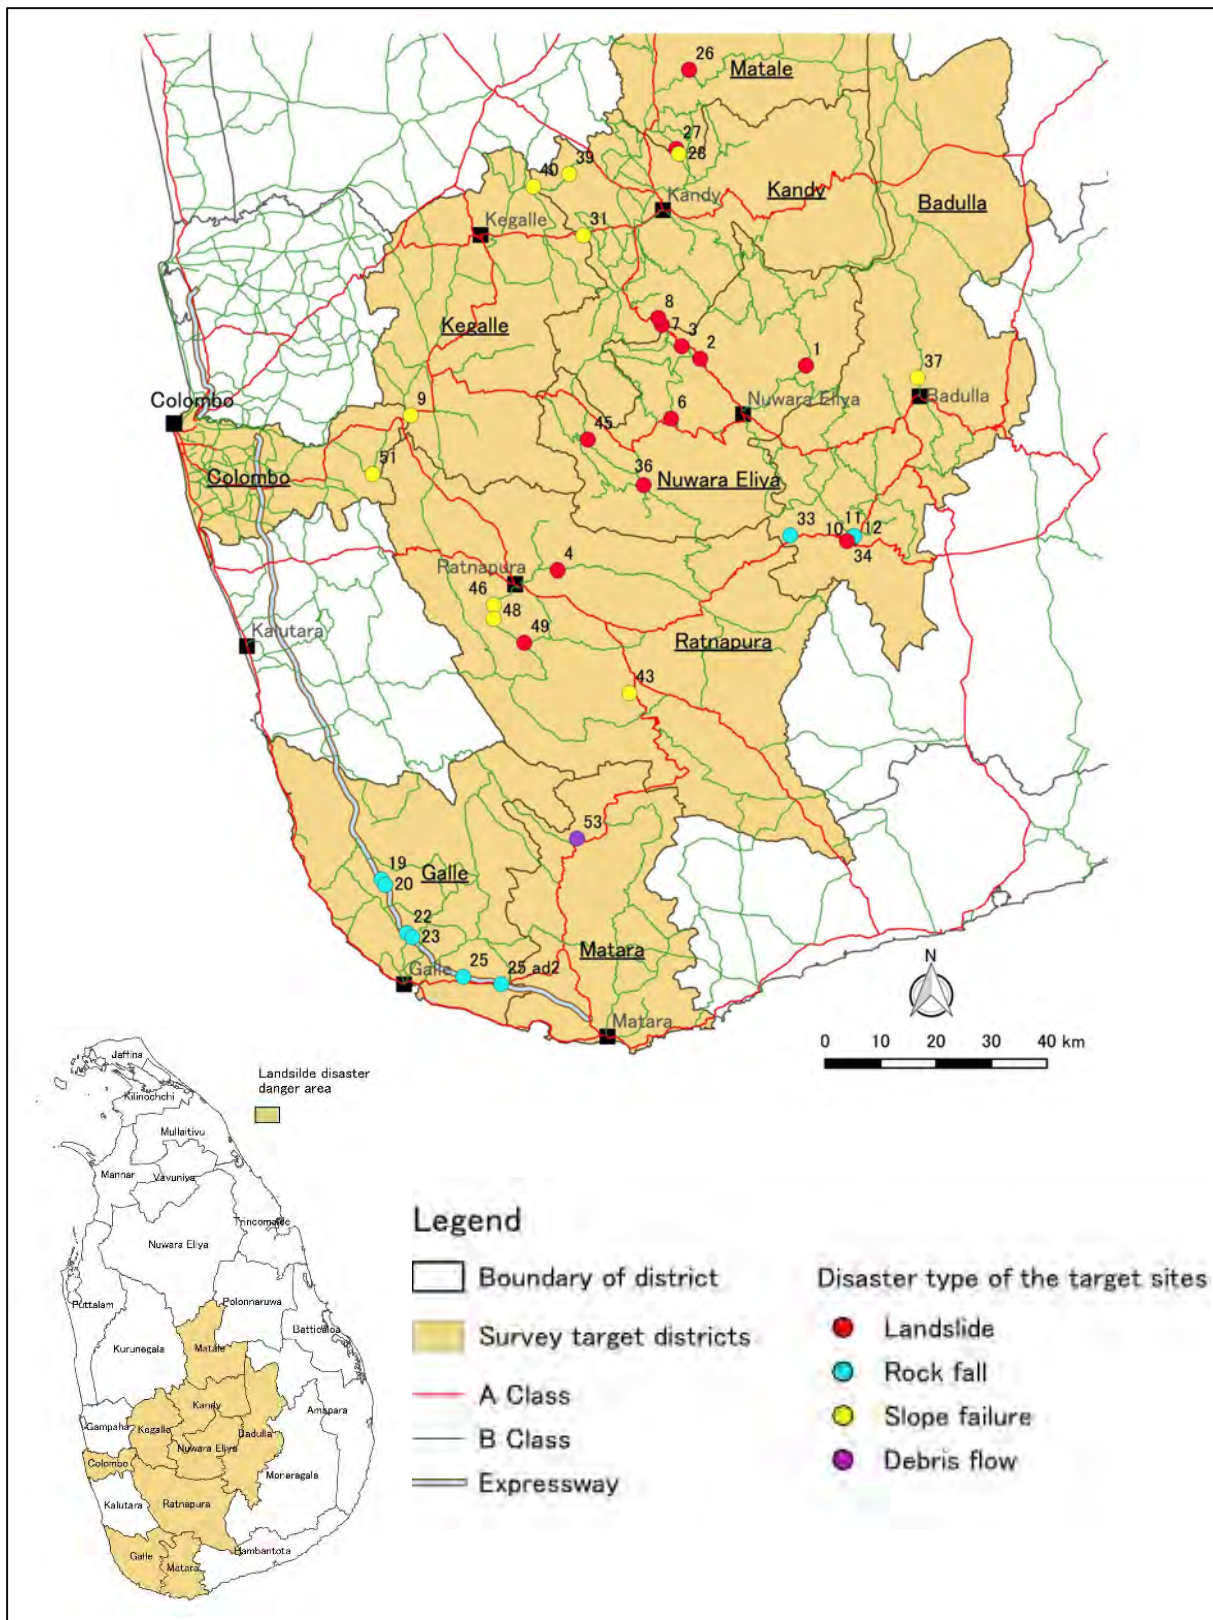 26
Matale
27
28
39
40
Kandy
Kandy
Badulla
Kegalle
31
8
7
3
2
1
Kegalle
37
Badulla
Colombo
9
6
Nuwara Eliya
45
51
Colombo
36
Nuwara Eliya
33
11
10
12
34
4
Ratnapura
46
48
49
Ratnapura
Kalutara
43
53
19
20
Galle
22
23
25
25_ad2
Matara
Galle
Matara
N
0 10 20 30 40 km
Landsilde disaster
danger area
Jaffina
Kilinochchi
Mullaitivu
Mannar
Vavuniya
Trincomalee
Nuwara Eliya
Puttalam
Polonnaruwa
Batticaloa
Kurunegala
Matale
Kandy
Ampara
Gampaha
Kegalle
Badulla
Nuwara Eliya
Colombo
Moneragala
Kalutara
Ratnapura
Galle
Matara
Hambantota
Legend
Boundary of district
Survey target districts
A Class
B Class
Expressway
Disaster type of the target sites
Landslide
Rock fall
Slope failure
Debris flow